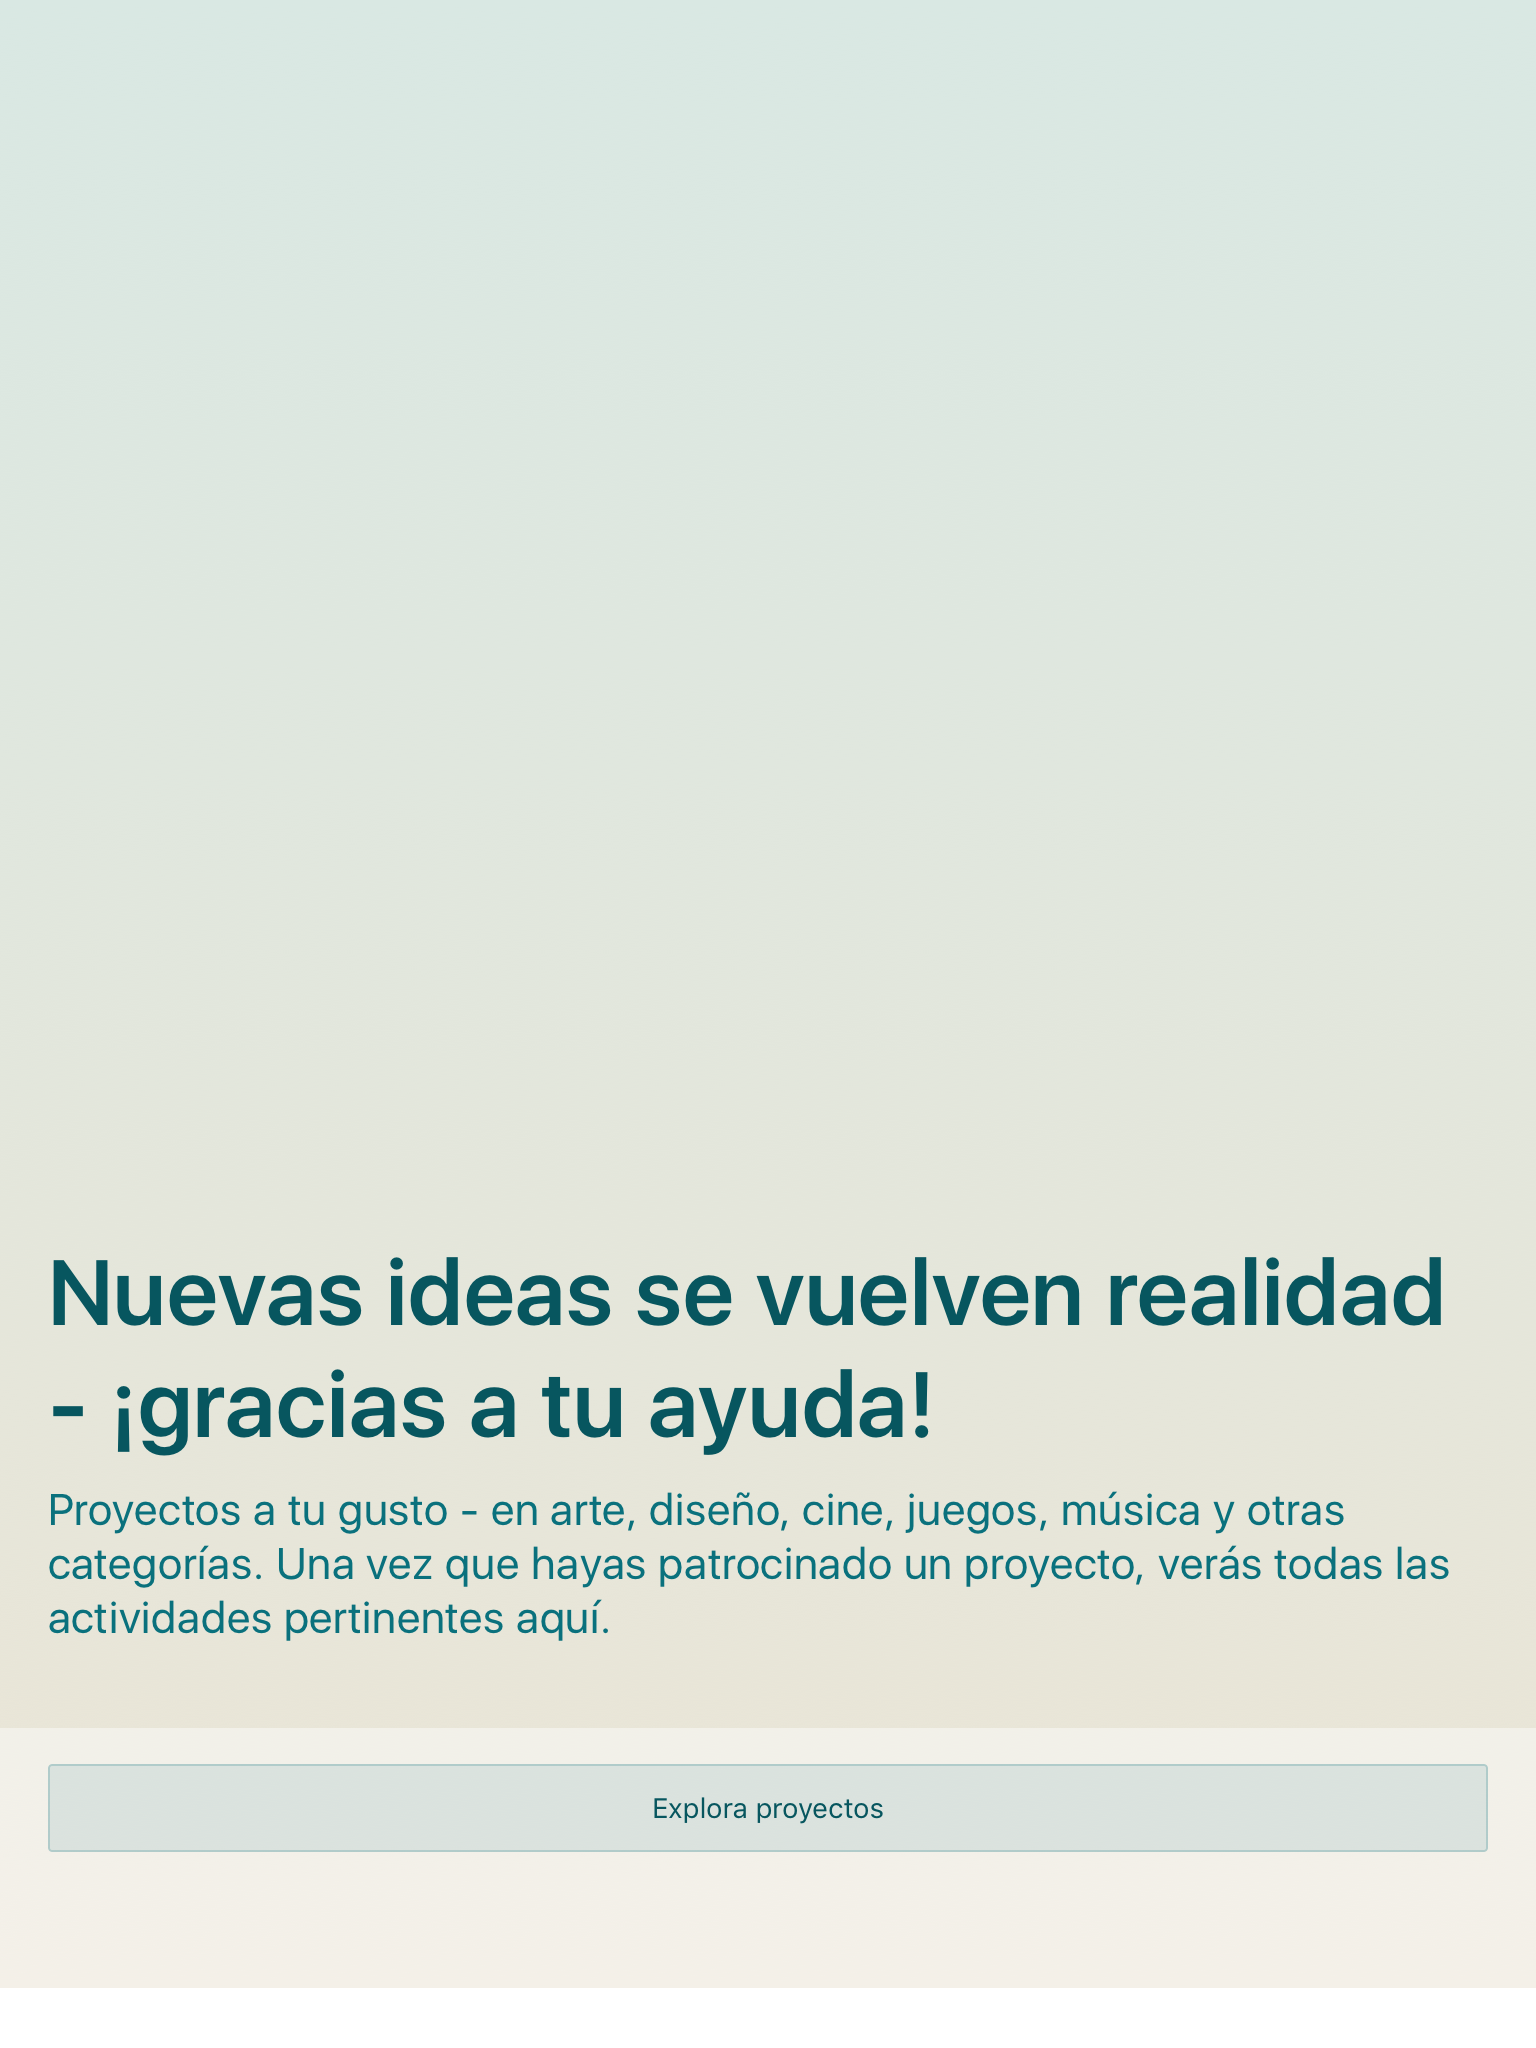 Nuevas ideas se vuelven realidad
- ¡gracias a tu ayuda!
Proyectos a tu gusto - en arte, diseño, cine, juegos, música y otras
categorías. Una vez que hayas patrocinado un proyecto, verás todas las
actividades pertinentes aquí.
Explora proyectos